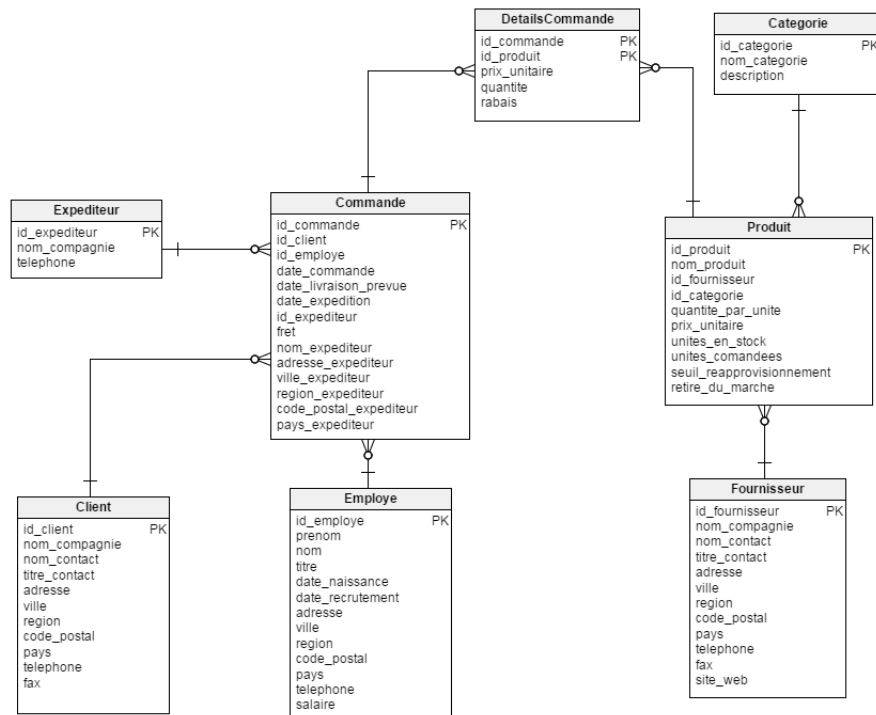 DetailsCommande
id_commande PK
id_produit PK
prix_unitaire
quantite
rabais
Categorie
id_categorie PK
nom_categorie
description
Expediteur
id_expediteur PK
nom_compagnie
telephone
Commande
id_commande PK
id_client
id_employe
date_commande
date_livraison_prevue
date_expedition
id_expediteur
fret
nom_expediteur
adresse_expediteur
ville_expediteur
region_expediteur
code_postal_expediteur
pays_expediteur
Produit
id_produit PK
nom_produit
id_fournisseur
id_categorie
quantite_par_unite
prix_unitaire
unites_en_stock
unites_comandees
seuil_reapprovisionnement
retire_du_marche
Client
id_client PK
nom_compagnie
nom_contact
titre_contact
adresse
ville
region
code_postal
pays
telephone
fax
Employe
id_employe PK
prenom
nom
titre
date_naissance
date_recrutement
adresse
ville
region
code_postal
pays
telephone
salaire
Fournisseur
id_fournisseur PK
nom_compagnie
nom_contact
titre_contact
adresse
ville
region
code_postal
pays
telephone
fax
site_web